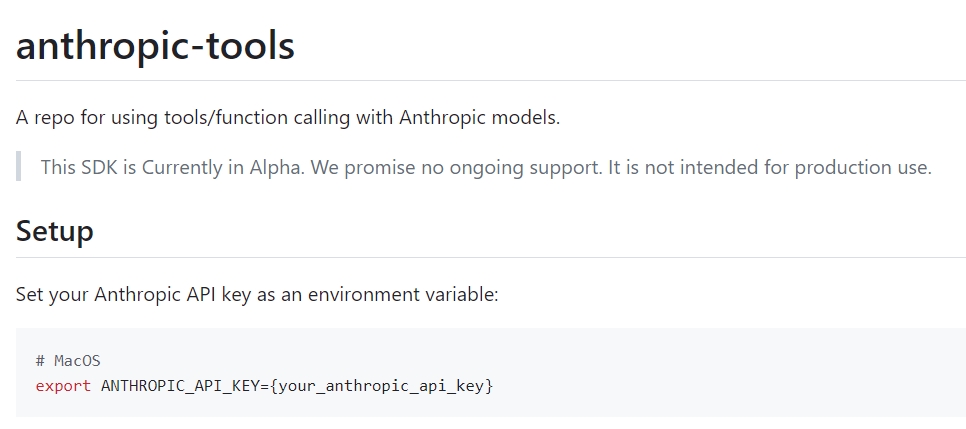 anthropic-tools
A repo for using tools/function calling with Anthropic models.
This SDK is Currently in Alpha. We promise no ongoing support. It is not intended for production use.
Setup
Set your Anthropic API key as an environment variable:
# MacOS
export ANTHROPIC_API_KEY={your_anthropic_api_key}